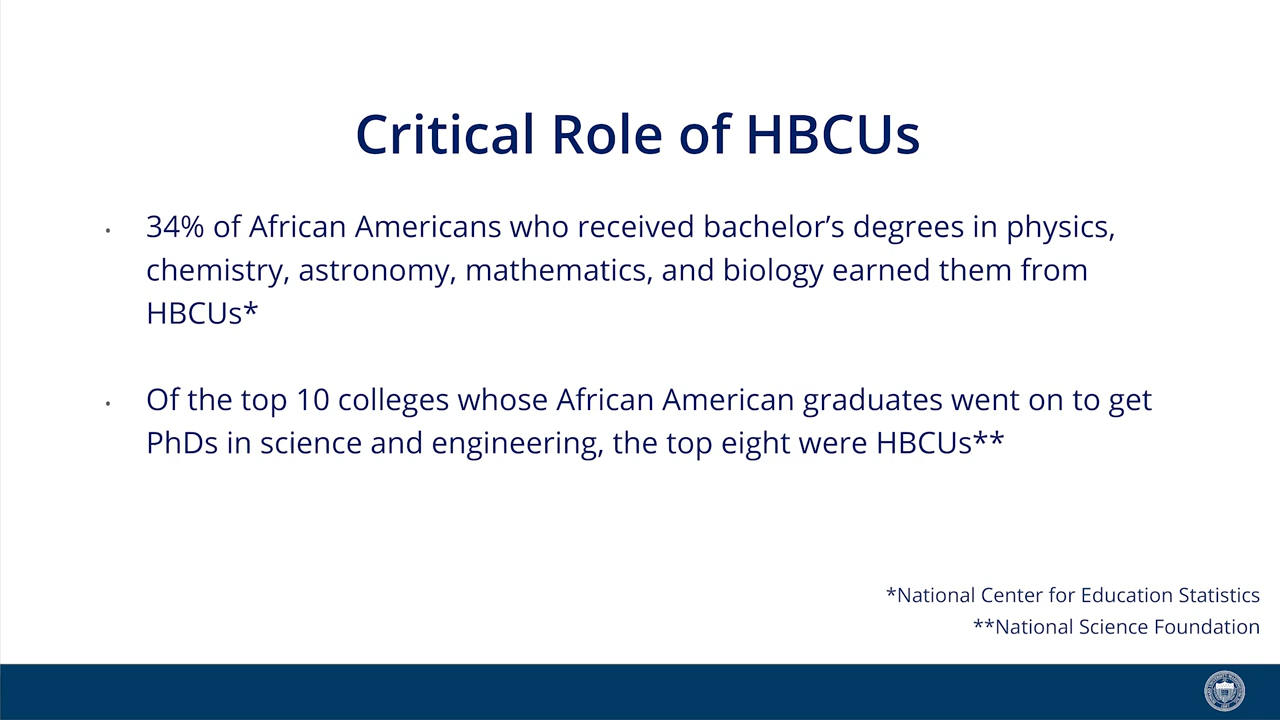 Critical Role of HBCUs
· 34% of African Americans who received bachelor’s degrees in physics,
chemistry, astronomy, mathematics, and biology earned them from
HBCUs*
· Of the top 10 colleges whose African American graduates went on to get
PhDs in science and engineering, the top eight were HBCUs**
*National Center for Education Statistics
**National Science Foundation